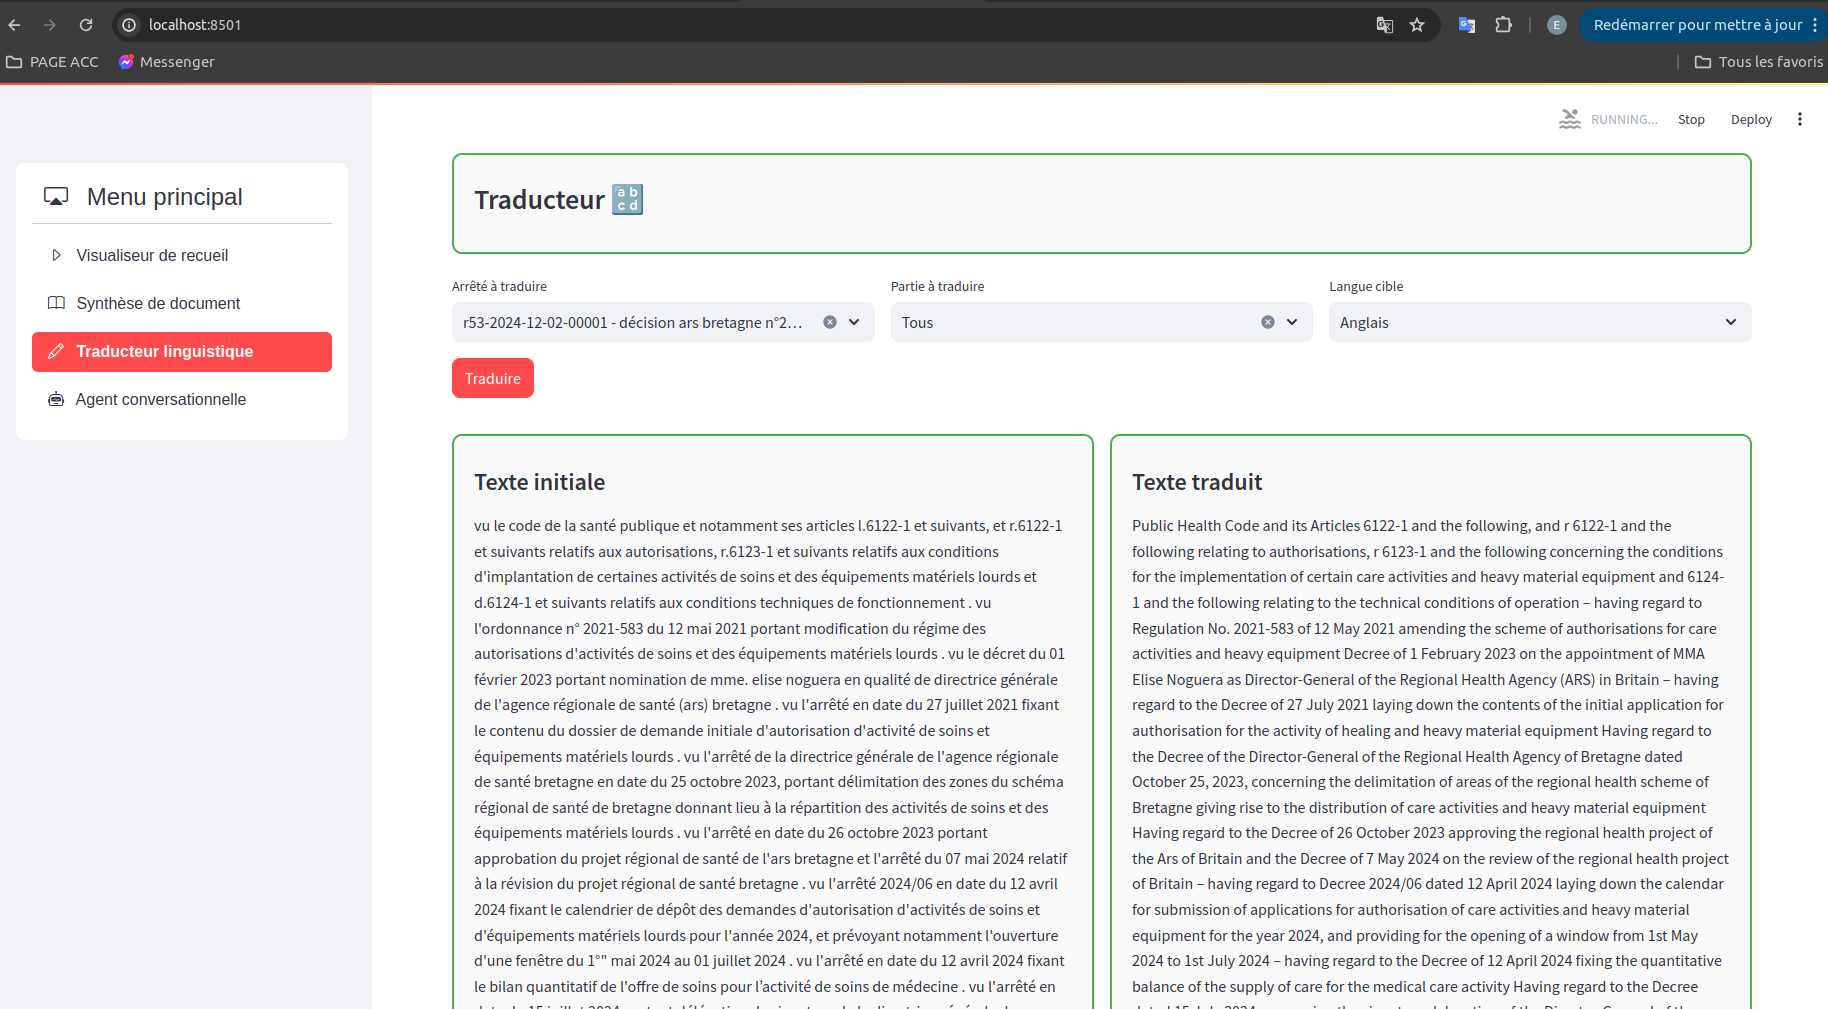 localhost:8501
E
Redémarrer pour mettre à jour
PAGE ACC
Messenger
Tous les favoris
RUNNING...
Stop
Deploy
Menu principal
Visualiseur de recueil
Synthèse de document
Traducteur linguistique
Agent conversationnelle
Traducteur
Arrêté à traduire
Partie à traduire
Langue cible
r53-2024-12-02-00001 - décision ars bretagne n°2...
Tous
Anglais
Traduire
Texte initiale
vu le code de la santé publique et notamment ses articles l.6122-1 et suivants, et r.6122-1
et suivants relatifs aux autorisations, r.6123-1 et suivants relatifs aux conditions
d'implantation de certaines activités de soins et des équipements matériels lourds et
d.6124-1 et suivants relatifs aux conditions techniques de fonctionnement . vu
l'ordonnance n° 2021-583 du 12 mai 2021 portant modification du régime des
autorisations d'activités de soins et des équipements matériels lourds . vu le décret du 01
février 2023 portant nomination de mme. elise noguera en qualité de directrice générale
de l'agence régionale de santé (ars) bretagne . vu l'arrêté en date du 27 juillet 2021 fixant
le contenu du dossier de demande initiale d'autorisation d'activité de soins et
équipements matériels lourds . vu l'arrêté de la directrice générale de l'agence régionale
de santé bretagne en date du 25 octobre 2023, portant délimitation des zones du schéma
régional de santé de bretagne donnant lieu à la répartition des activités de soins et des
équipements matériels lourds . vu l'arrêté en date du 26 octobre 2023 portant
approbation du projet régional de santé de l'ars bretagne et l'arrêté du 07 mai 2024 relatif
à la révision du projet régional de santé bretagne . vu l'arrêté 2024/06 en date du 12 avril
2024 fixant le calendrier de dépôt des demandes d'autorisation d'activités de soins et
d'équipements matériels lourds pour l'année 2024, et prévoyant notamment l'ouverture
d'une fenêtre du 1°" mai 2024 au 01 juillet 2024 . vu l'arrêté en date du 12 avril 2024 fixant
le bilan quantitatif de l'offre de soins pour l'activité de soins de médecine . vu l'arrêté en
Texte traduit
Public Health Code and its Articles 6122-1 and the following, and r 6122-1 and the
following relating to authorisations, r 6123-1 and the following concerning the conditions
for the implementation of certain care activities and heavy material equipment and 6124-
1 and the following relating to the technical conditions of operation – having regard to
Regulation No. 2021-583 of 12 May 2021 amending the scheme of authorisations for care
activities and heavy equipment Decree of 1 February 2023 on the appointment of MMA
Elise Noguera as Director-General of the Regional Health Agency (ARS) in Britain – having
regard to the Decree of 27 July 2021 laying down the contents of the initial application for
authorisation for the activity of healing and heavy material equipment Having regard to
the Decree of the Director-General of the Regional Health Agency of Bretagne dated
October 25, 2023, concerning the delimitation of areas of the regional health scheme of
Bretagne giving rise to the distribution of care activities and heavy material equipment
Having regard to the Decree of 26 October 2023 approving the regional health project of
the Ars of Britain and the Decree of 7 May 2024 on the review of the regional health project
of Britain – having regard to Decree 2024/06 dated 12 April 2024 laying down the calendar
for submission of applications for authorisation of care activities and heavy material
equipment for the year 2024, and providing for the opening of a window from 1st May
2024 to 1st July 2024 – having regard to the Decree of 12 April 2024 fixing the quantitative
balance of the supply of care for the medical care activity Having regard to the Decree